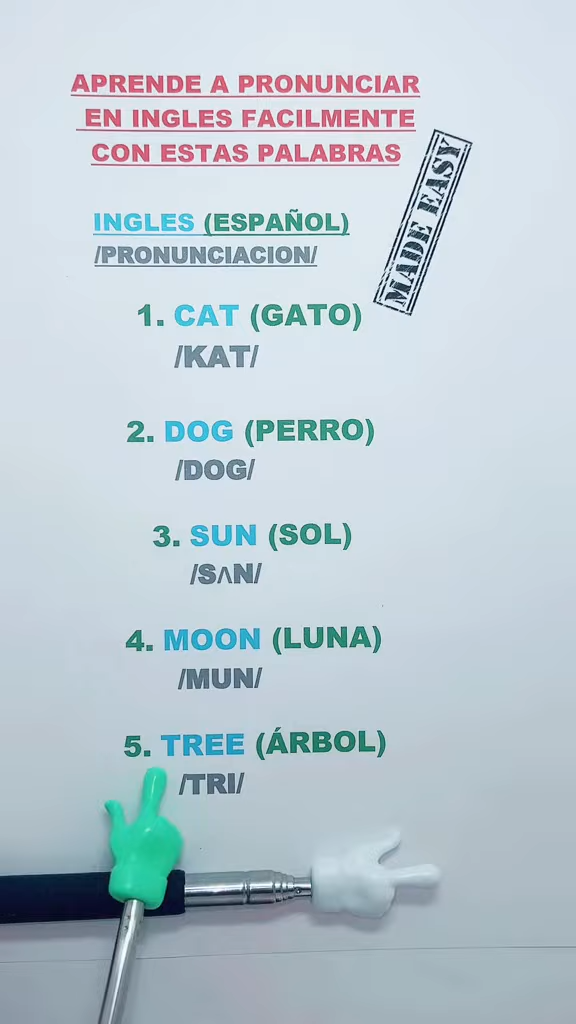 APRENDE A PRONUNCIAR
EN INGLES FACILMENTE
CON ESTAS PALABRAS
MADE EASY
INGLES (ESPAÑOL)
/PRONUNCIACION/
1. CAT (GATO)
/KAT/
2. DOG (PERRO)
/DOG/
3. SUN (SOL)
/SΛN/
4. MOON (LUNA)
/MUN/
5. TREE (ÁRBOL)
/TRI/